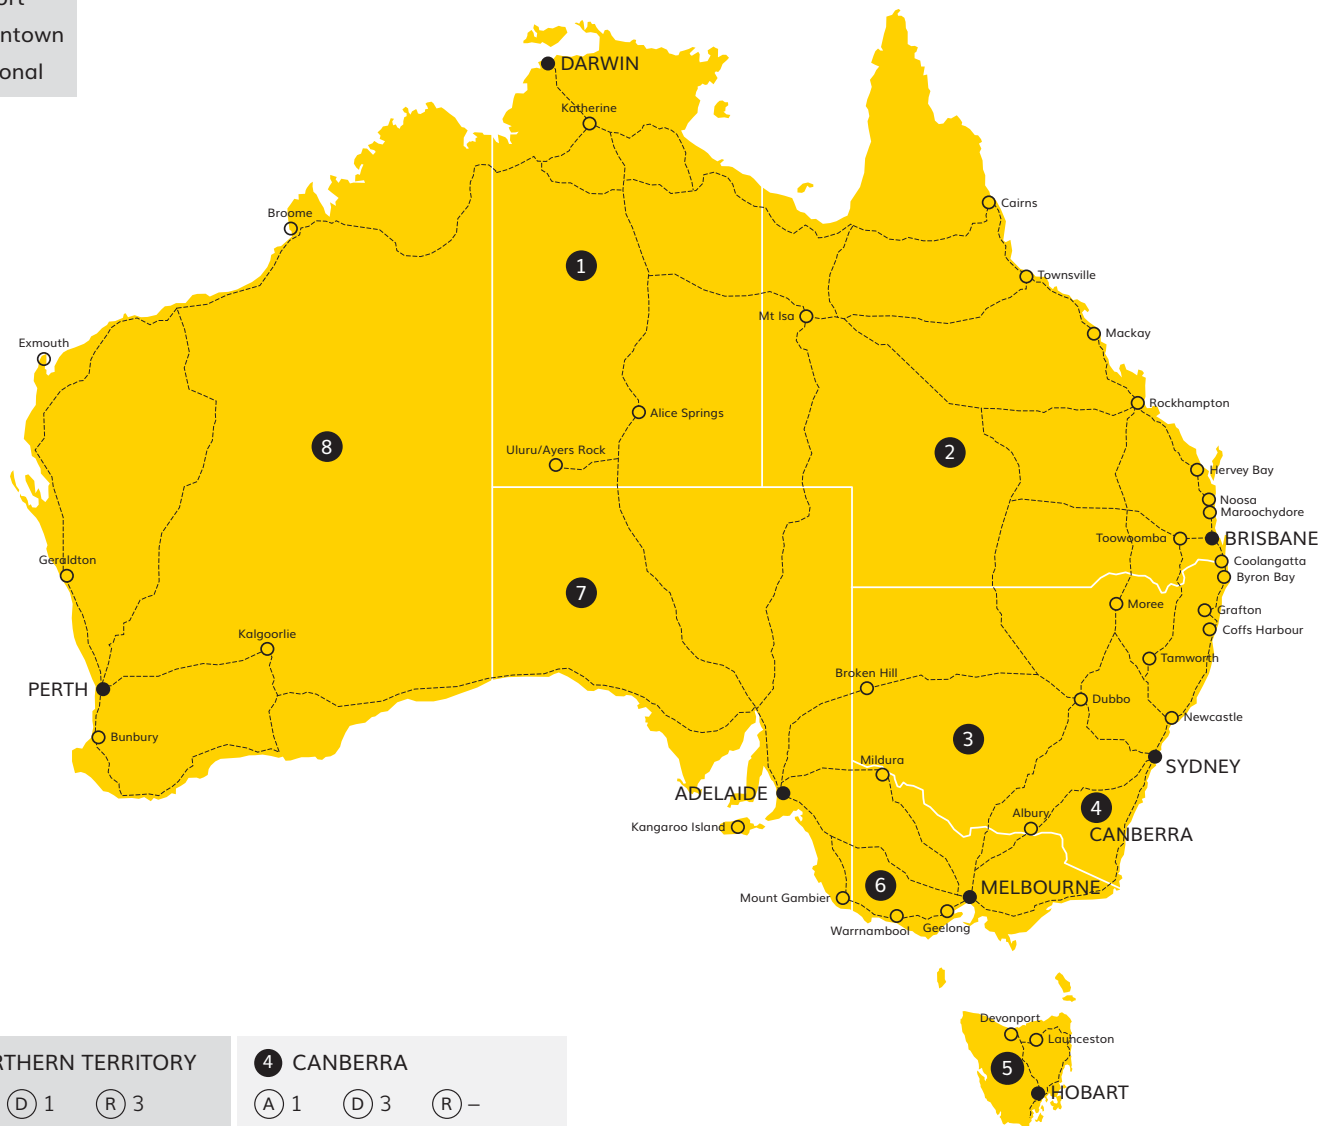 DARWIN
Katherine
Cairns
Broome
1
Townsville
Mt Isa
Mackay
Exmouth
Rockhampton
Alice Springs
8
Uluru/Ayers Rock
2
Hervey Bay
Noosa
Maroochydore
Toowoomba
BRISBANE
Coolangatta
Geraldton
Byron Bay
7
Moree
Grafton
Coffs Harbour
Kalgoorlie
Tamworth
Broken Hill
PERTH
Dubbo
Newcastle
Bunbury
3
Mildura
SYDNEY
ADELAIDE
4
Albury
Kangaroo Island
CANBERRA
6
MELBOURNE
Mount Gambier
Warrnambool
Geelong
Devonport
Launceston
5
HOBART
THERN TERRITORY
D 1 R 3
4 CANBERRA
A 1 D 3 R –
ntown
onal